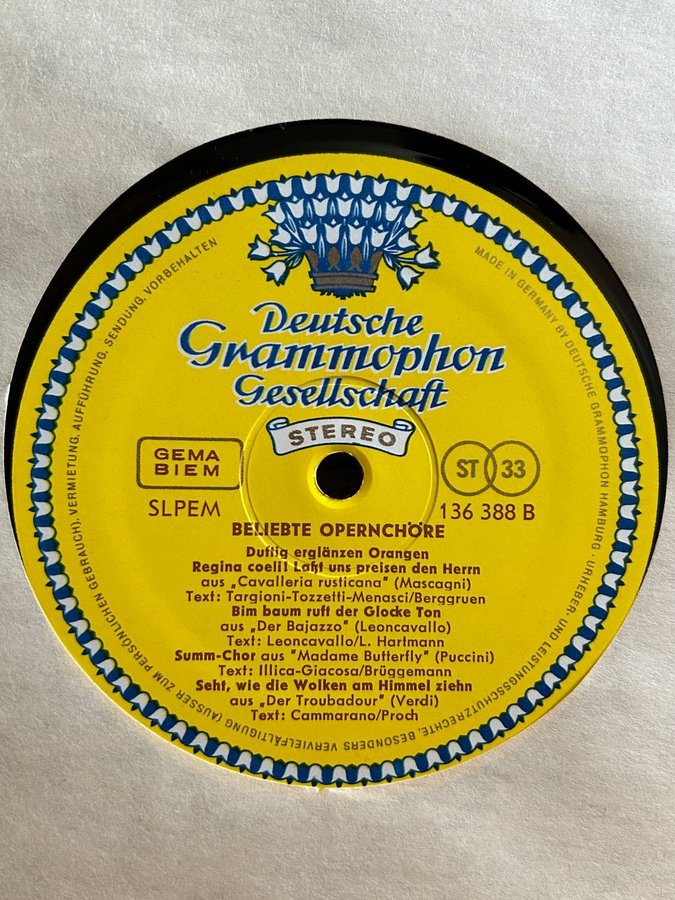 Deutsche
Grammophon
Gesellschaft
STEREO
GEMA
BIEM
ST 33
SLPEM
136 388 B
BELIEBTE OPERNCHÖRE
Duftig erglänzen Orangen
Regina coeli! Laßt uns preisen den Herrn
aus „Cavalleria rusticana" (Mascagni)
Text: Targioni-Tozzetti-Menasci/Berggruen
Bim baum ruft der Glocke Ton
aus „Der Bajazzo" (Leoncavallo)
Text: Leoncavallo/L. Hartmann
Summ-Chor aus "Madame Butterfly" (Puccini)
Text: Illica-Giacosa/Brüggemann
Seht, wie die Wolken am Himmel ziehn
aus „Der Troubadour" (Verdi)
Text: Cammarano/Proch
MADE IN GERMANY BY DEUTSCHE GRAMMOPHON HAMBURG · URHEBER- UND LEISTUNGSSCHUTZRECHTE, BESONDERS VERVIELFÄLTIGUNG (AUSSER ZUM PERSÖNLICHEN GEBRAUCH), VERMIETUNG, AUFFÜHRUNG, SENDUNG, VORBEHALTEN